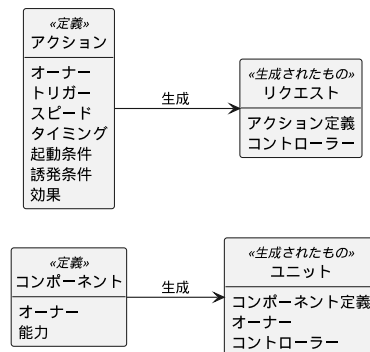 «定義»
アクション
オーナー
トリガー
スピード
タイミング
起動条件
誘発条件
効果
生成
«生成されたもの»
リクエスト
アクション定義
コントローラー
«定義»
コンポーネント
オーナー
能力
生成
«生成されたもの»
ユニット
コンポーネント定義
オーナー
コントローラー